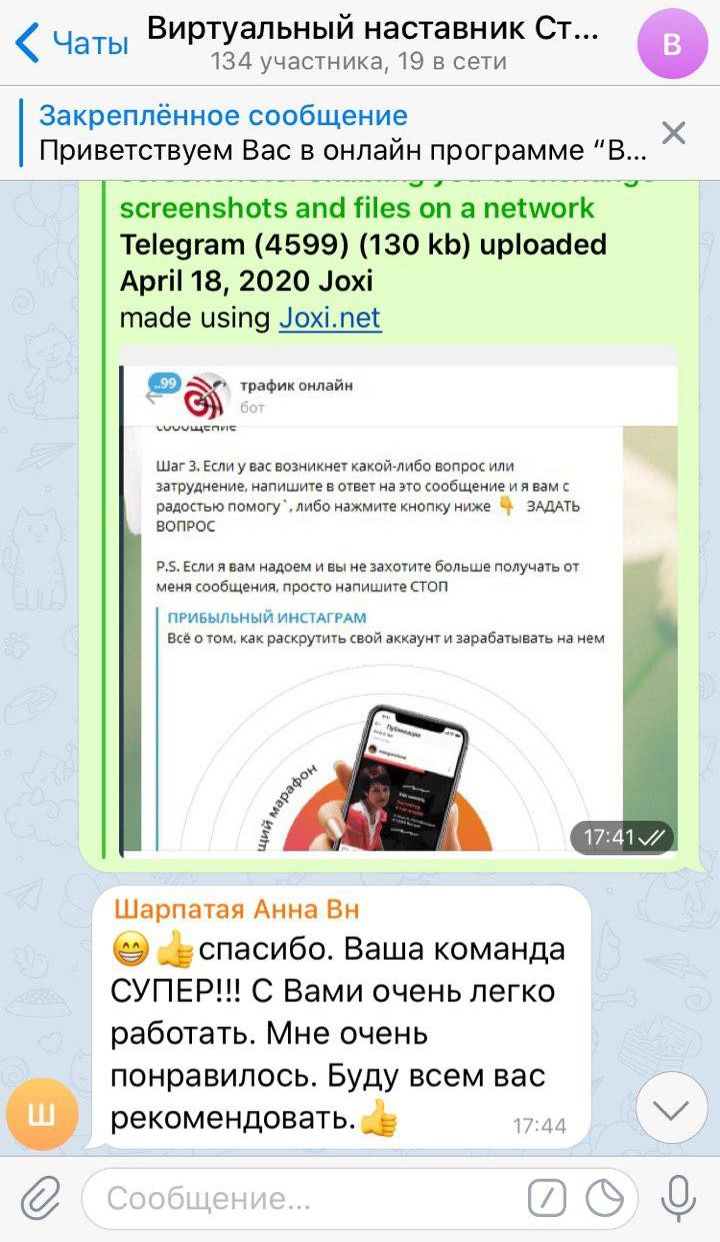 Чаты
Виртуальный наставник Ст...
134 участника, 19 в сети
В
Закреплённое сообщение
Приветствуем Вас в онлайн программе “В...
screenshots and files on a network
Telegram (4599) (130 kb) uploaded
April 18, 2020 Joxi
made using Joxi.net
..99
трафик онлайн
бот
сообщение
Шаг 3. Если у вас возникнет какой-либо вопрос или
затруднение, напишите в ответ на это сообщение и я вам с
радостью помогу`, либо нажмите кнопку ниже 👇 ЗАДАТЬ
ВОПРОС
P.S. Если я вам надоем и вы не захотите больше получать от
меня сообщения, просто напишите СТОП
ПРИБЫЛЬНЫЙ ИНСТАГРАМ
Всё о том, как раскрутить свой аккаунт и зарабатывать на нем
щий марафон
Публикации
17:41
Шарпатая Анна Вн
😁👍спасибо. Ваша команда
СУПЕР!!! С Вами очень легко
работать. Мне очень
понравилось. Буду всем вас
рекомендовать.👍
17:44
Ш
Сообщение...